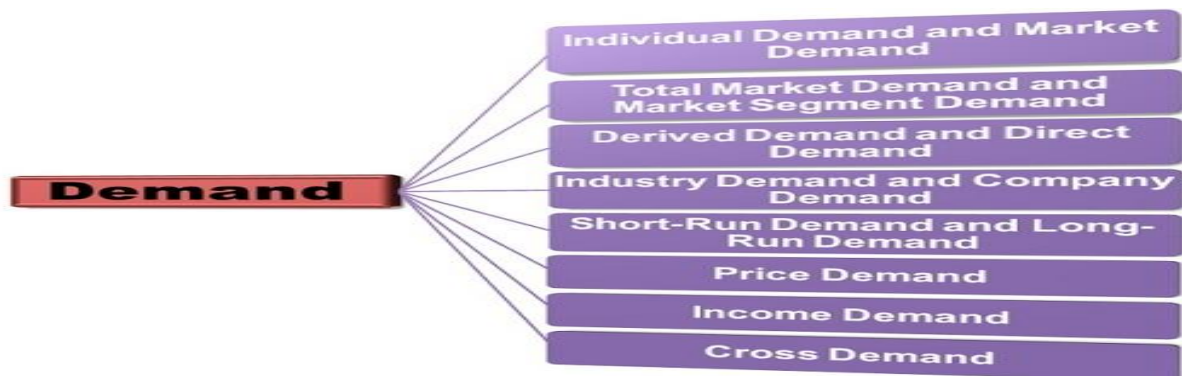 Demand
Individual Demand and Market
Demand
Total Market Demand and
Market Segment Demand
Derived Demand and Direct
Demand
Industry Demand and Company
Demand
Short-Run Demand and Long-
Run Demand
Price Demand
Income Demand
Cross Demand